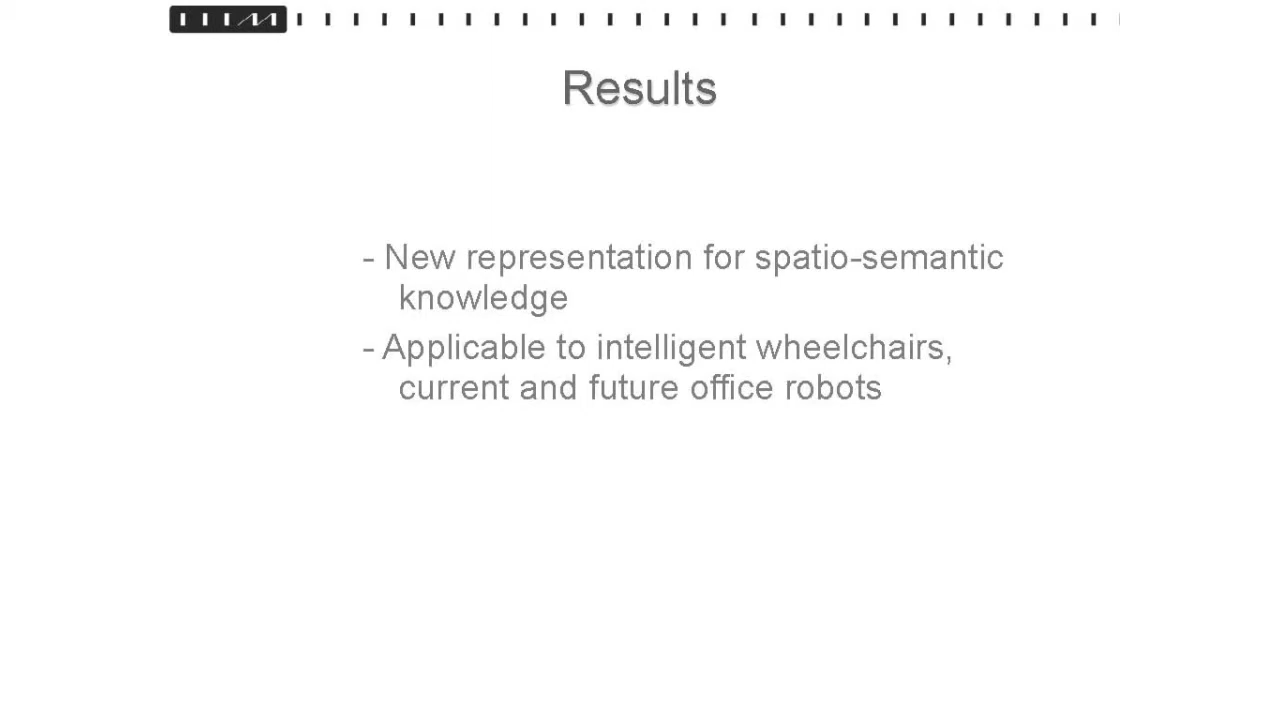 Results
- New representation for spatio-semantic
knowledge
- Applicable to intelligent wheelchairs,
current and future office robots